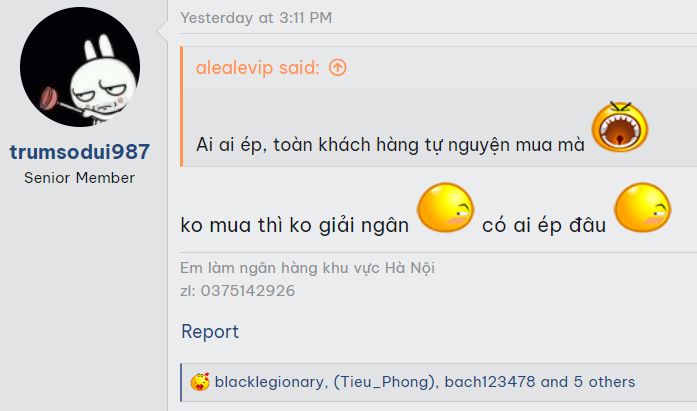 Yesterday at 3:11 PM
alealevip said:
Ai ai ép, toàn khách hàng tự nguyện mua mà
trumsodui987
Senior Member
ko mua thì ko giải ngân có ai ép đâu
Em làm ngân hàng khu vực Hà Nội
zl: 0375142926
Report
blacklegionary, (Tieu_Phong), bach123478 and 5 others